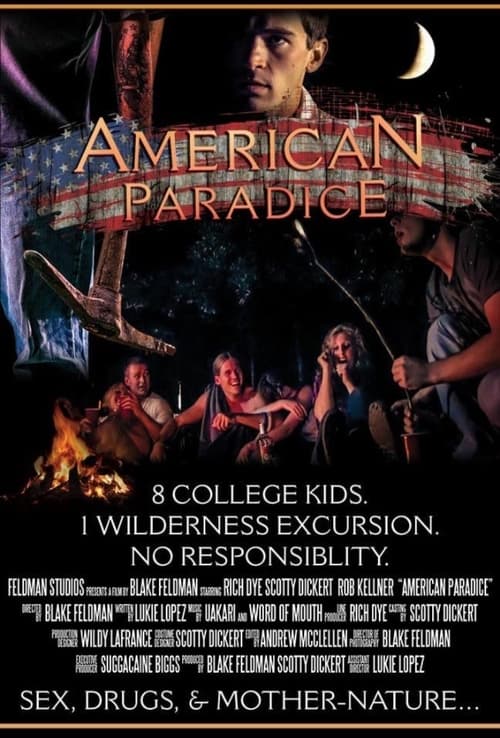 AMERICAN
PARADICE
8 COLLEGE KIDS.
1 WILDERNESS EXCURSION.
NO RESPONSIBLITY.
FELDMAN STUDIOS PRESENTS A FILM BY BLAKE FELDMAN STARRING RICH DYE SCOTTY DICKERT ROB KELLNER "AMERICAN PARADICE"
DIRECTED BY BLAKE FELDMAN WRITTEN BY LUKIE LOPEZ MUSIC BY UAKARI AND WORD OF MOUTH LINE PRODUCER RICH DYE CASTING BY SCOTTY DICKERT
PRODUCTION DESIGNER WILDY LAFRANCE COSTUME DESIGNER SCOTTY DICKERT EDITED BY ANDREW MCCLELLEN DIRECTOR OF PHOTOGRAPHY BLAKE FELDMAN
EXECUTIVE PRODUCER SUGGACAINE BIGGS PRODUCED BY BLAKE FELDMAN SCOTTY DICKERT ASSISTANT DIRECTOR LUKIE LOPEZ
SEX, DRUGS, & MOTHER-NATURE...